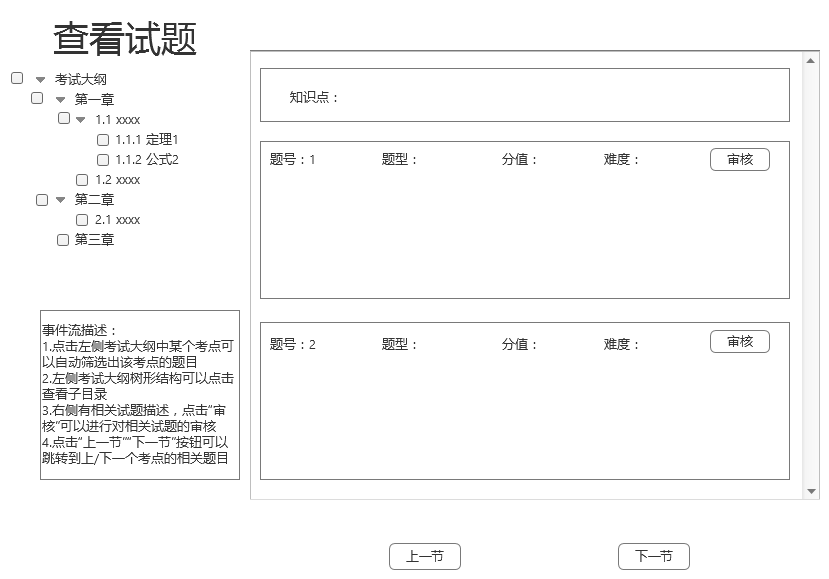 查看试题
考试大纲
第一章
1.1 xxxx
1.1.1 定理1
1.1.2 公式2
1.2 xxxx
第二章
2.1 xxxx
第三章
事件流描述：
1.点击左侧考试大纲中某个考点可
以自动筛选出该考点的题目
2.左侧考试大纲树形结构可以点击
查看子目录
3.右侧有相关试题描述，点击“审
核”可以进行对相关试题的审核
4.点击“上一节”“下一节”按钮可以
跳转到上/下一个考点的相关题目
知识点：
题号：1 题型： 分值： 难度： 审核
题号：2 题型： 分值： 难度： 审核
上一节 下一节